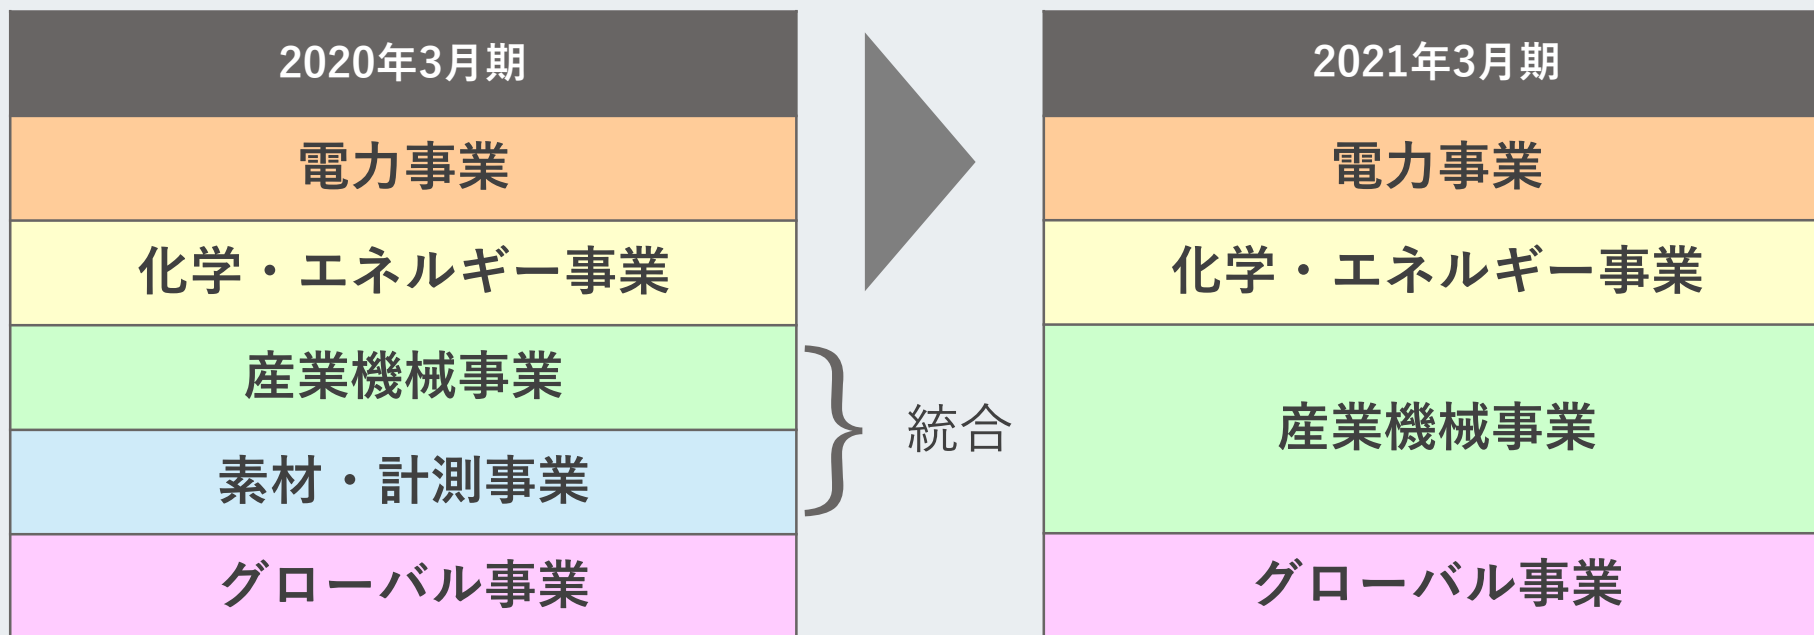 2020年3月期
電力事業
化学・エネルギー事業
産業機械事業
素材・計測事業
グローバル事業
統合
2021年3月期
電力事業
化学・エネルギー事業
産業機械事業
グローバル事業